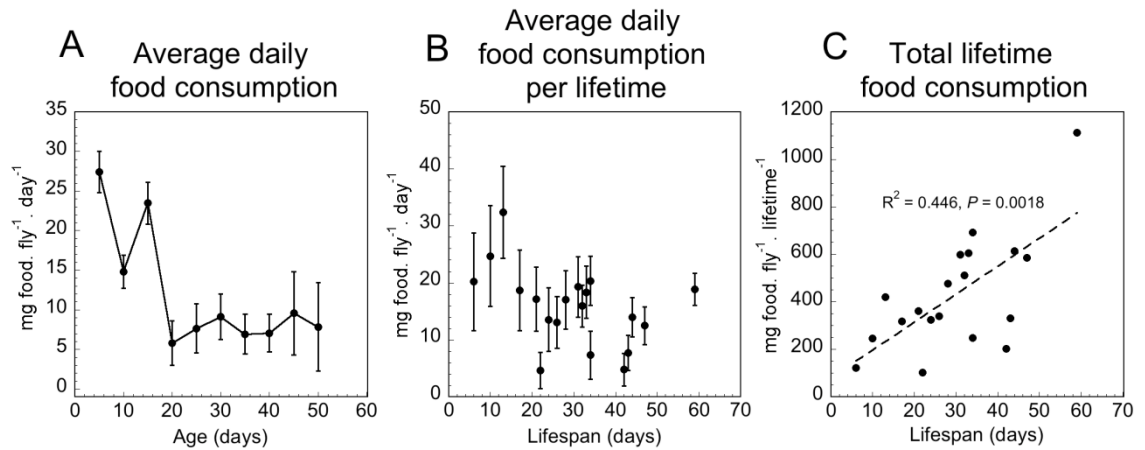 A
Average daily
food consumption
mg food. fly⁻¹. day⁻¹
35
30
25
20
15
10
5
0
0 10 20 30 40 50 60
Age (days)
B
Average daily
food consumption
per lifetime
mg food. fly⁻¹. day⁻¹
50
40
30
20
10
0
0 10 20 30 40 50 60 70
Lifespan (days)
C
Total lifetime
food consumption
mg food. fly⁻¹. lifetime⁻¹
1200
1000
800
600
400
200
0
R² = 0.446, P = 0.0018
0 10 20 30 40 50 60 70
Lifespan (days)